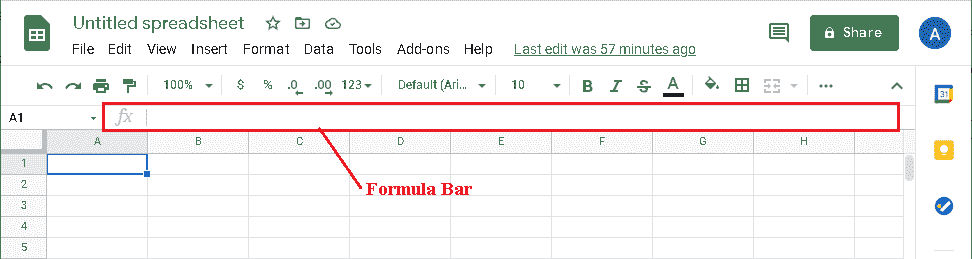 Untitled spreadsheet
File Edit View Insert Format Data Tools Add-ons Help Last edit was 57 minutes ago
Share
A
100% $ % .0 .00 123 Default (Ari... 10 B I S A ...
31
A1 fx
A B C D E F G H
1
2
Formula Bar
3
4
5